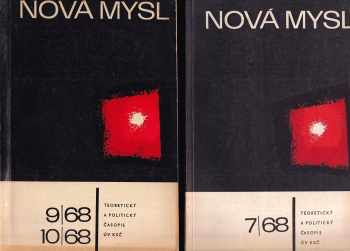 NOVÁ MYSL
9/68
10/68
TEORETICKÝ
A POLITICKÝ
ČASOPIS
ÚV KSČ
NOVÁ MYSL
7/68
TEORETICKÝ
A POLITICKÝ
ČASOPIS
ÚV KSČ